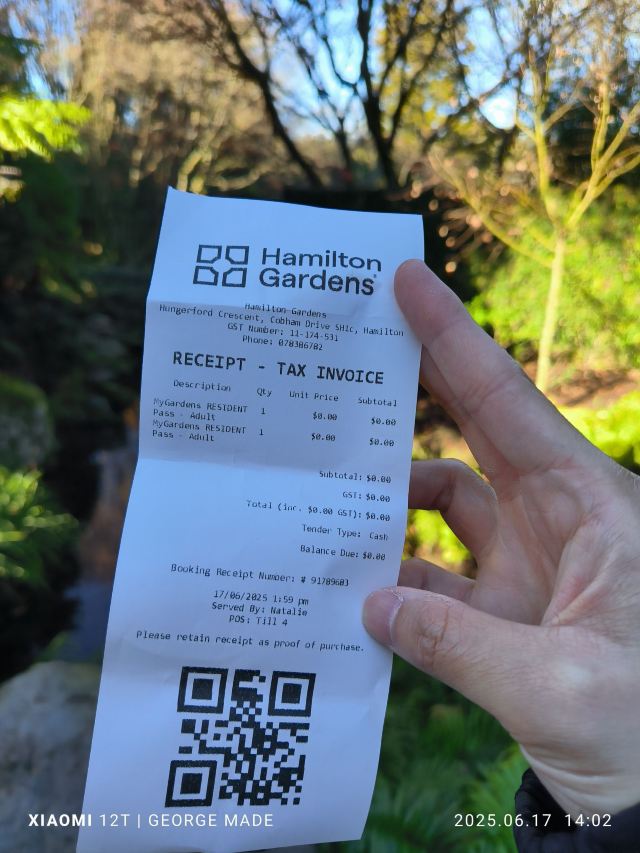 Hamilton
Gardens
Hamilton Gardens
Hungerford Crescent, Cobham Drive SH1c, Hamilton
GST Number: 11-174-531
Phone: 078386782
RECEIPT - TAX INVOICE
Description Qty Unit Price Subtotal
MyGardens RESIDENT 1 $0.00 $0.00
Pass - Adult
MyGardens RESIDENT 1 $0.00 $0.00
Pass - Adult
Subtotal: $0.00
GST: $0.00
Total (inc. $0.00 GST): $0.00
Tender Type: Cash
Balance Due: $0.00
Booking Receipt Number: # 91789603
17/06/2025 1:59 pm
Served By: Natalie
POS: Till 4
Please retain receipt as proof of purchase.
XIAOMI 12T | GEORGE MADE 2025.06.17 14:02